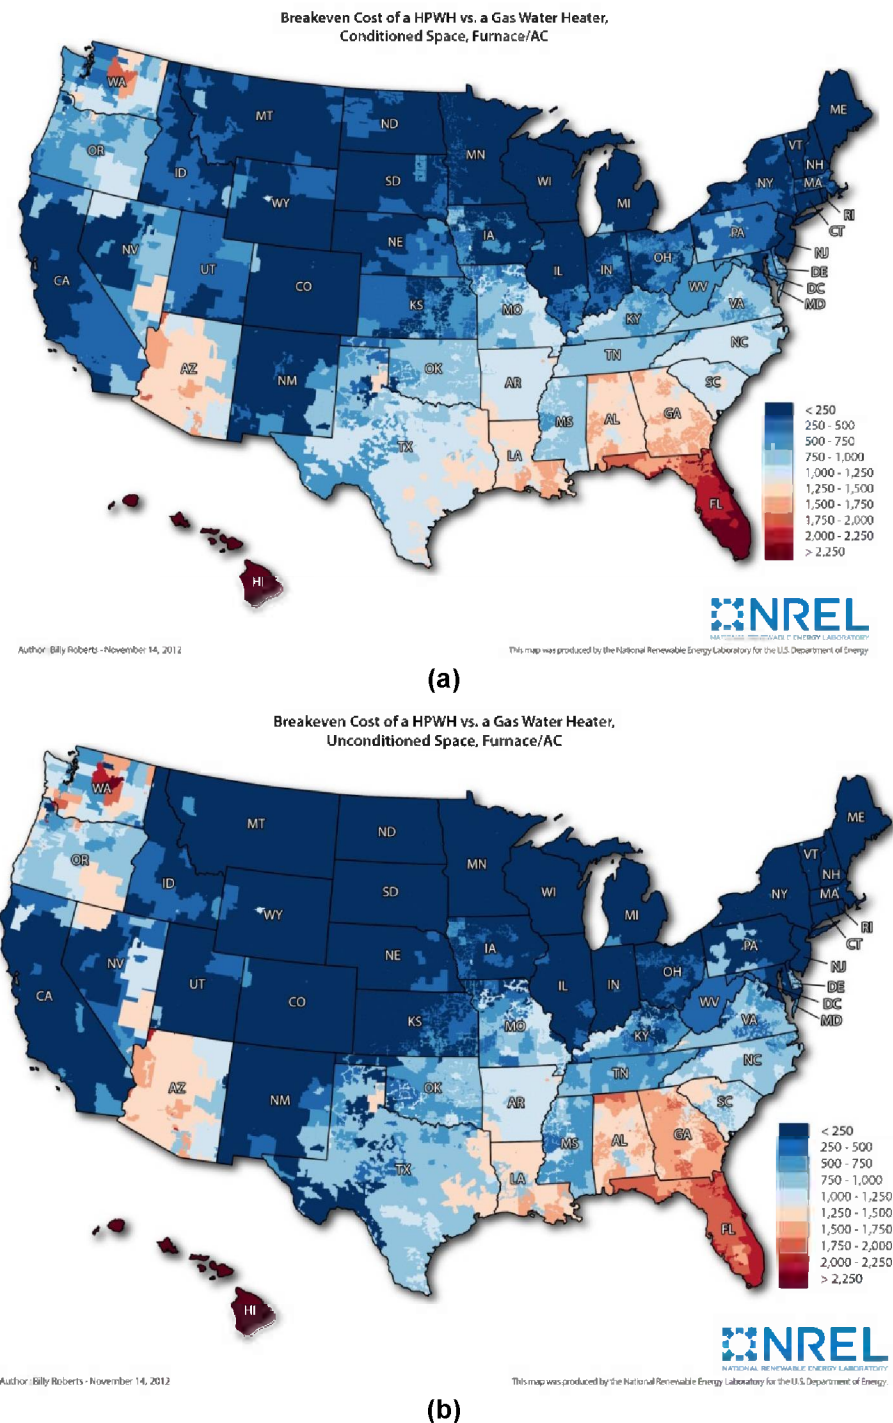 Breakeven Cost of a HPWH vs. a Gas Water Heater,
Conditioned Space, Furnace/AC
WA
MT
ND
MN
ME
VT
NH
OR
ID
SD
WI
NY
MA
WY
MI
RI
CT
IA
PA
NE
NV
NJ
OH
UT
IL
IN
DE
CA
CO
WV
DC
KS
VA
MD
MO
KY
NC
TN
AZ
OK
NM
AR
SC
MS
AL
GA
TX
LA
FL
HI
< 250
250 - 500
500 - 750
750 - 1,000
1,000 - 1,250
1,250 - 1,500
1,500 - 1,750
1,750 - 2,000
2,000 - 2,250
> 2,250
NREL
NATIONAL RENEWABLE ENERGY LABORATORY
Author: Billy Roberts - November 14, 2012
This map was produced by the National Renewable Energy Laboratory for the U.S. Department of Energy
(a)
Breakeven Cost of a HPWH vs. a Gas Water Heater,
Unconditioned Space, Furnace/AC
WA
MT
ND
MN
ME
VT
NH
OR
ID
SD
WI
NY
MA
WY
MI
RI
CT
IA
PA
NE
NV
NJ
OH
UT
IL
IN
DE
CA
CO
WV
DC
KS
VA
MD
MO
KY
NC
TN
AZ
OK
NM
AR
SC
MS
AL
GA
TX
LA
FL
HI
< 250
250 - 500
500 - 750
750 - 1,000
1,000 - 1,250
1,250 - 1,500
1,500 - 1,750
1,750 - 2,000
2,000 - 2,250
> 2,250
NREL
NATIONAL RENEWABLE ENERGY LABORATORY
Author: Billy Roberts - November 14, 2012
This map was produced by the National Renewable Energy Laboratory for the U.S. Department of Energy.
(b)